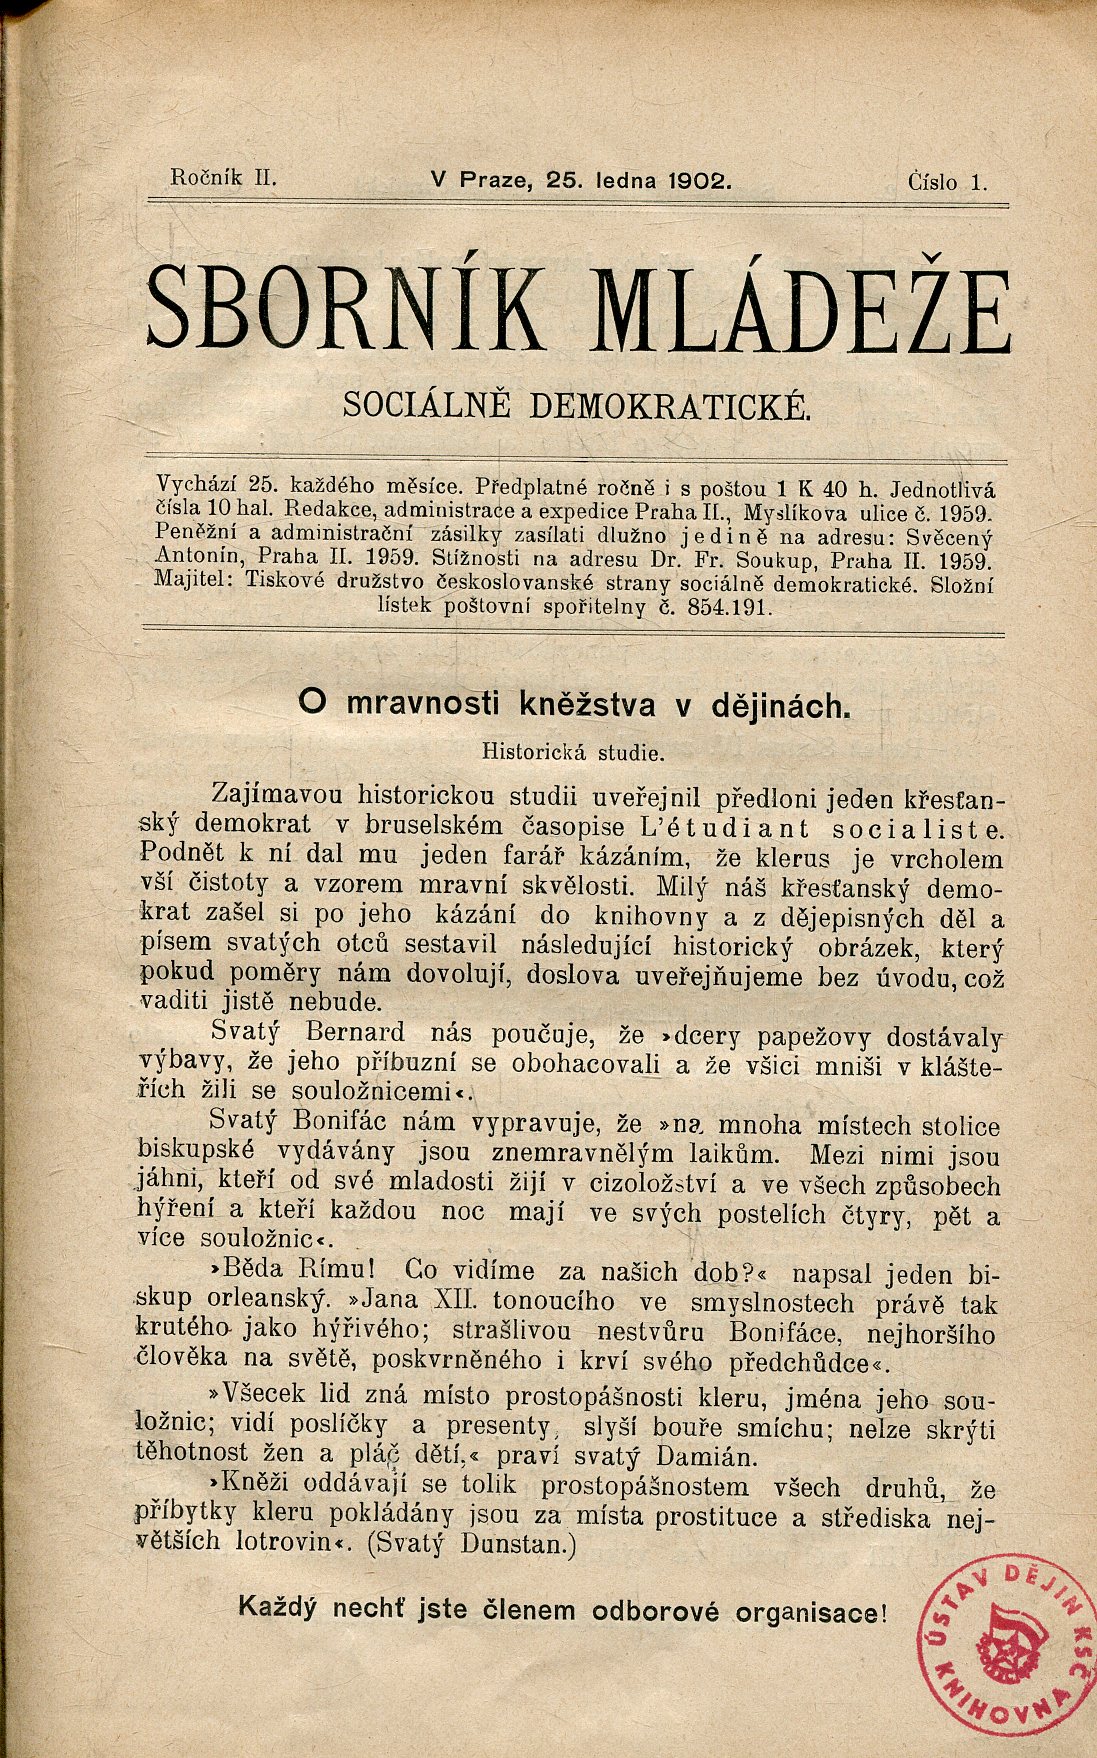 Ročník II. V Praze, 25. ledna 1902. Číslo 1.
SBORNÍK MLÁDEŽE
SOCIÁLNĚ DEMOKRATICKÉ.
Vychází 25. každého měsíce. Předplatné ročně i s poštou 1 K 40 h. Jednotlivá
čísla 10 hal. Redakce, administrace a expedice Praha II., Myslíkova ulice č. 1959.
Peněžní a administrační zásilky zasílati dlužno jedině na adresu: Svěcený
Antonín, Praha II. 1959. Stížnosti na adresu Dr. Fr. Soukup, Praha II. 1959.
Majitel: Tiskové družstvo českoslovanské strany sociálně demokratické. Složní
lístek poštovní spořitelny č. 854.191.
O mravnosti kněžstva v dějinách.
Historická studie.
Zajímavou historickou studii uveřejnil předloni jeden křesťan-
ský demokrat v bruselském časopise L'étudiant socialiste.
Podnět k ní dal mu jeden farář kázáním, že klerus je vrcholem
vší čistoty a vzorem mravní skvělosti. Milý náš křesťanský demo-
krat zašel si po jeho kázání do knihovny a z dějepisných děl a
písem svatých otců sestavil následující historický obrázek, který
pokud poměry nám dovolují, doslova uveřejňujeme bez úvodu, což
vaditi jistě nebude.
Svatý Bernard nás poučuje, že »dcery papežovy dostávaly
výbavy, že jeho příbuzní se obohacovali a že všici mniši v klášte-
řích žili se souložnicemi«.
Svatý Bonifác nám vypravuje, že »na mnoha místech stolice
biskupské vydávány jsou znemravnělým laikům. Mezi nimi jsou
jáhni, kteří od své mladosti žijí v cizoložství a ve všech způsobech
hýření a kteří každou noc mají ve svých postelích čtyry, pět a
více souložnic«.
»Běda Římu! Co vidíme za našich dob?« napsal jeden bi-
skup orleanský. »Jana XII. tonoucího ve smyslnostech právě tak
krutého jako hýřivého; strašlivou nestvůru Bonifáce, nejhoršího
člověka na světě, poskvrněného i krví svého předchůdce«.
»Všecek lid zná místo prostopášnosti kleru, jména jeho sou-
ložnic; vidí poslíčky a presenty, slyší bouře smíchu; nelze skrýti
těhotnost žen a pláč dětí,« praví svatý Damián.
»Kněži oddávají se tolik prostopášnostem všech druhů, že
příbytky kleru pokládány jsou za místa prostituce a střediska nej-
větších lotrovin«. (Svatý Dunstan.)
Každý nechť jste členem odborové organisace!
ÚSTAV DĚJIN KSČ
KNIHOVNA